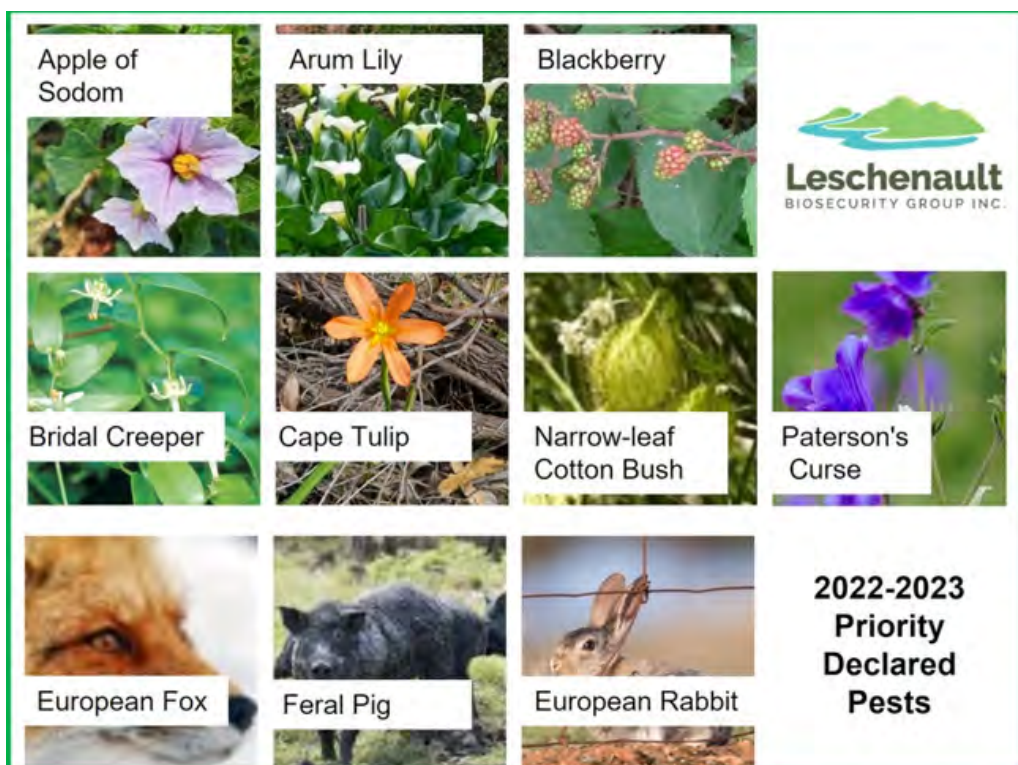 Apple of
Sodom
Arum Lily
Blackberry
Leschenault
BIOSECURITY GROUP INC.
Bridal Creeper
Cape Tulip
Narrow-leaf
Cotton Bush
Paterson's
Curse
European Fox
Feral Pig
European Rabbit
2022-2023
Priority
Declared
Pests